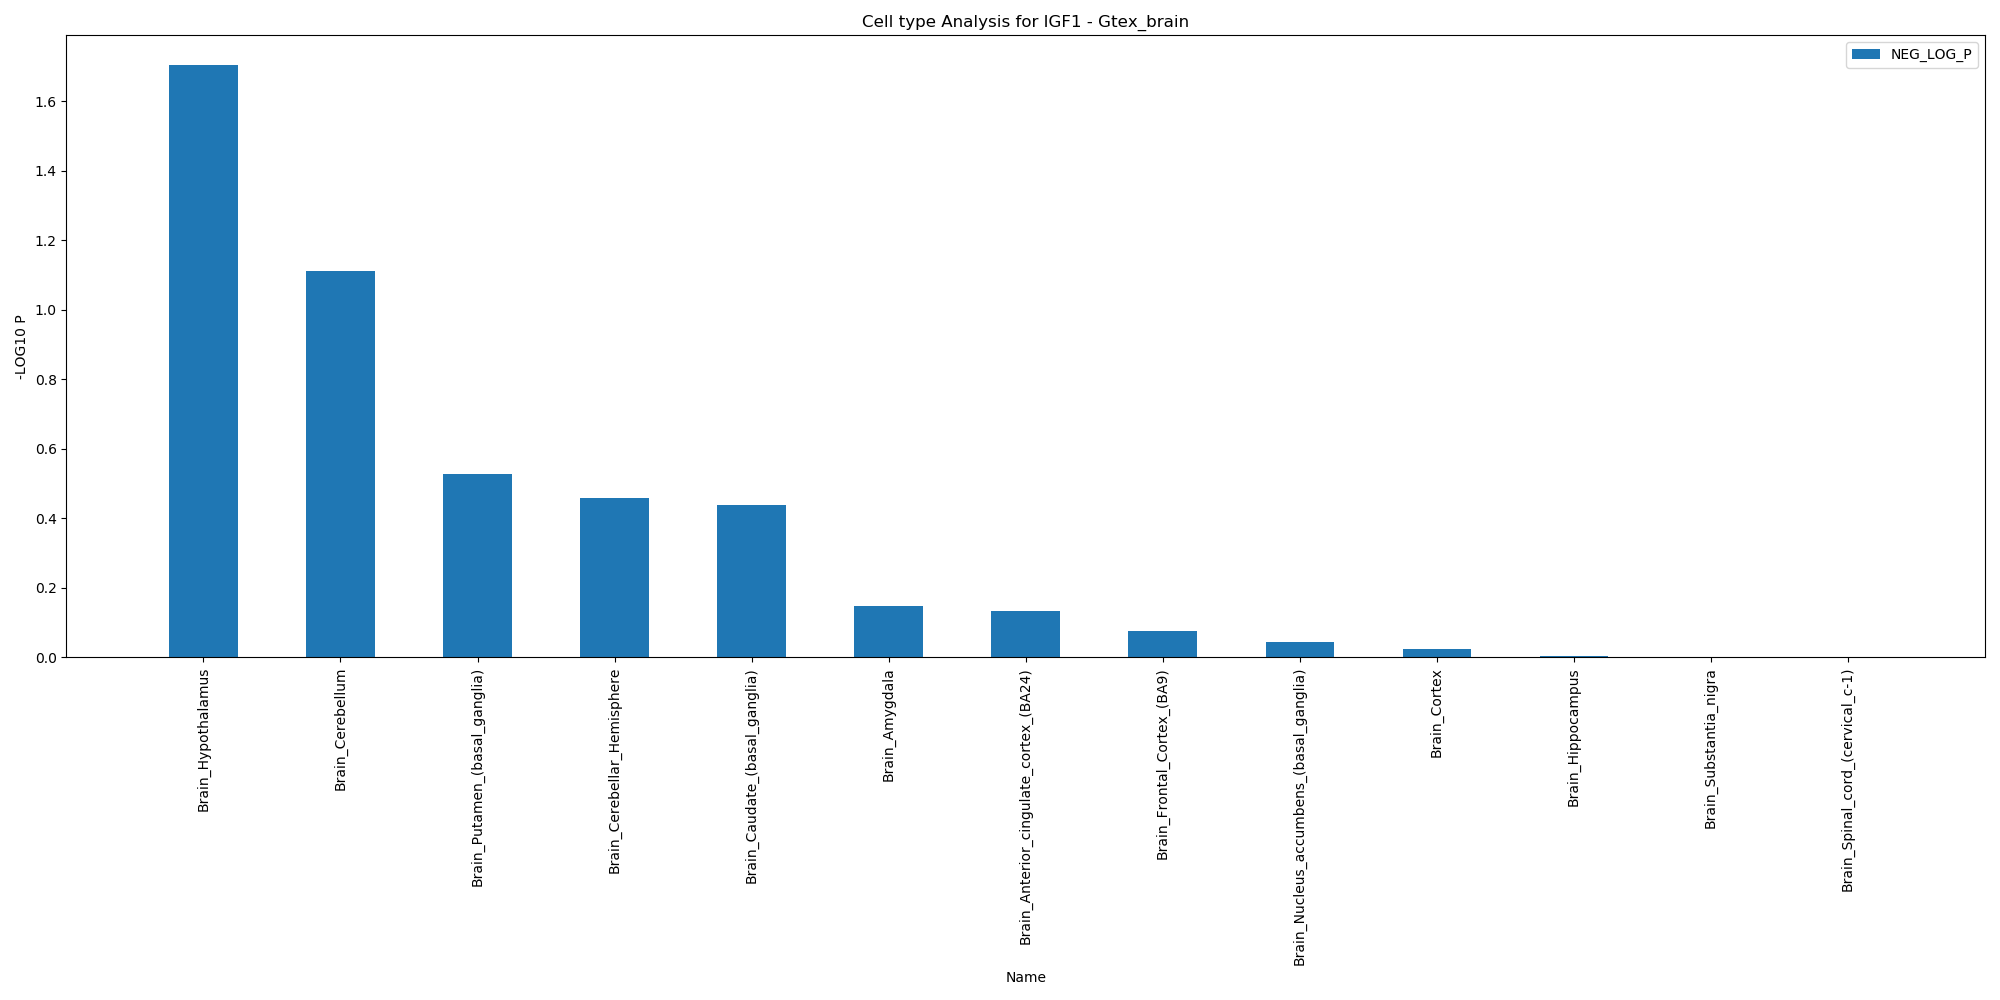 Cell type Analysis for IGF1 - Gtex_brain
NEG_LOG_P
-LOG10 P
1.6
1.4
1.2
1.0
0.8
0.6
0.4
0.2
0.0
Brain_Hypothalamus
Brain_Cerebellum
Brain_Putamen_(basal_ganglia)
Brain_Cerebellar_Hemisphere
Brain_Caudate_(basal_ganglia)
Brain_Amygdala
Brain_Anterior_cingulate_cortex_(BA24)
Brain_Frontal_Cortex_(BA9)
Brain_Nucleus_accumbens_(basal_ganglia)
Brain_Cortex
Brain_Hippocampus
Brain_Substantia_nigra
Brain_Spinal_cord_(cervical_c-1)
Name